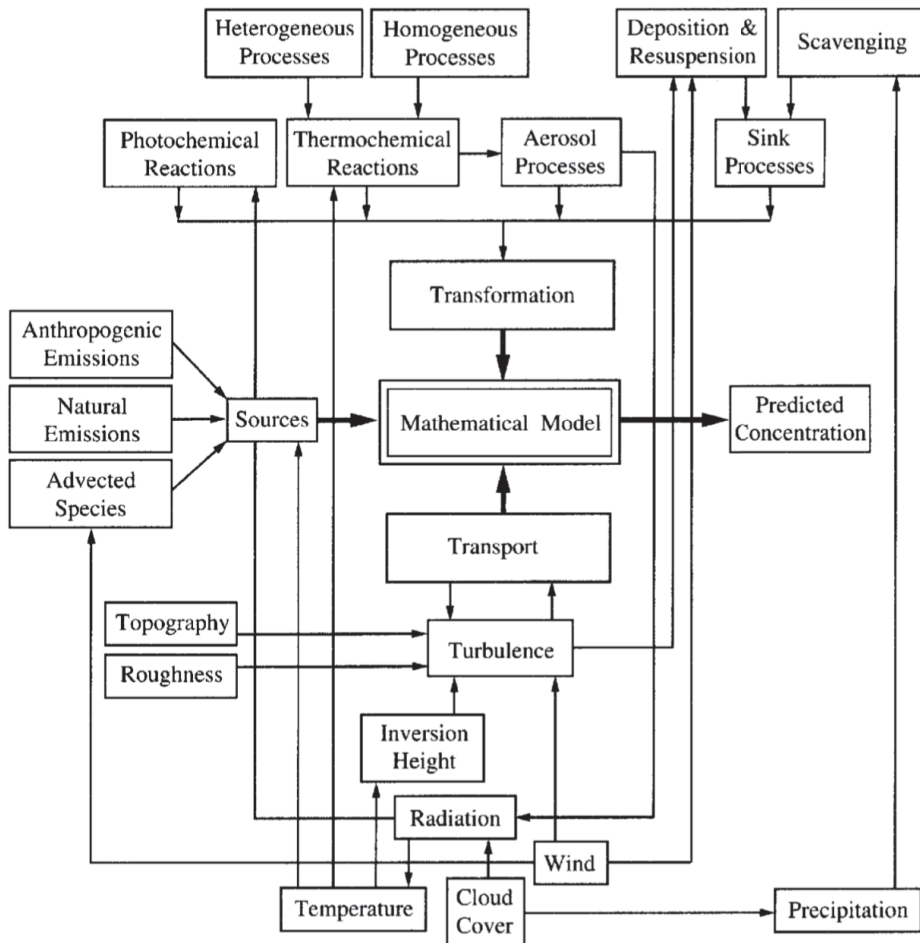 Heterogeneous
Processes
Homogeneous
Processes
Deposition &
Resuspension
Scavenging
Photochemical
Reactions
Thermochemical
Reactions
Aerosol
Processes
Sink
Processes
Transformation
Anthropogenic
Emissions
Natural
Emissions
Advected
Species
Sources
Mathematical Model
Predicted
Concentration
Transport
Topography
Roughness
Turbulence
Inversion
Height
Radiation
Wind
Temperature
Cloud
Cover
Precipitation